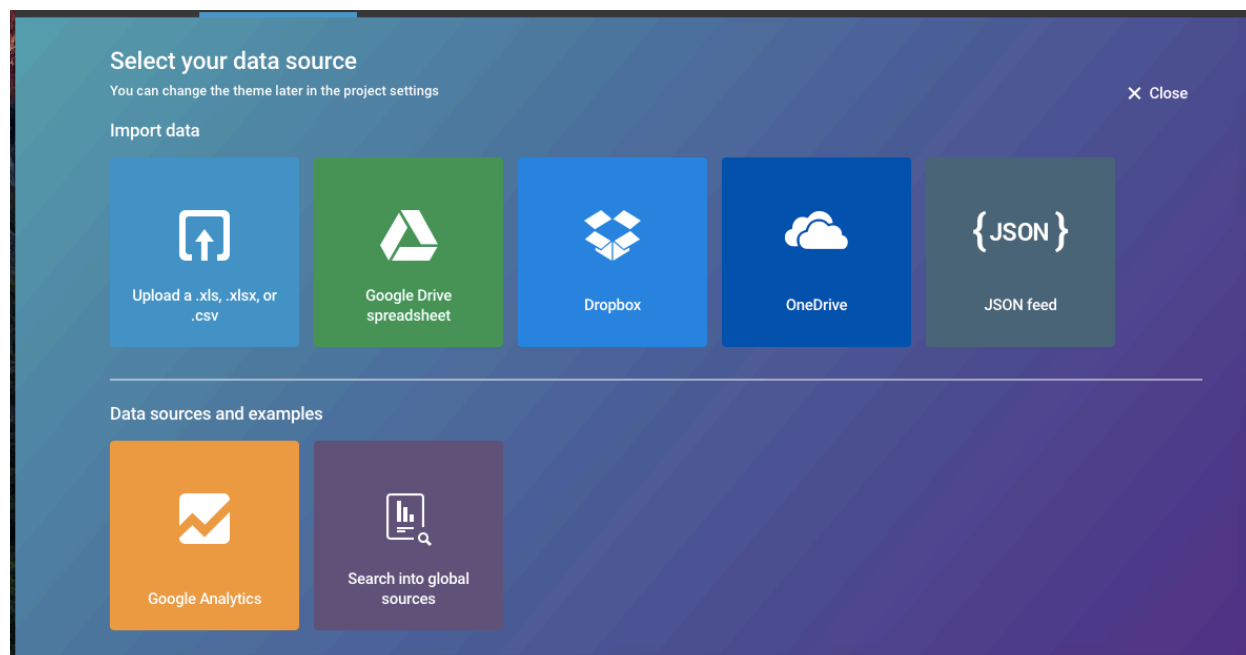 Select your data source
You can change the theme later in the project settings
Close
Import data
{JSON}
Upload a .xls, .xlsx, or
.csv
Google Drive
spreadsheet
Dropbox
OneDrive
JSON feed
Data sources and examples
Google Analytics
Search into global
sources